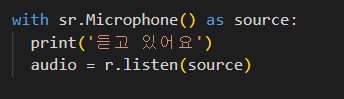 with sr.Microphone() as source:
  print('듣고 있어요')
  audio = r.listen(source)